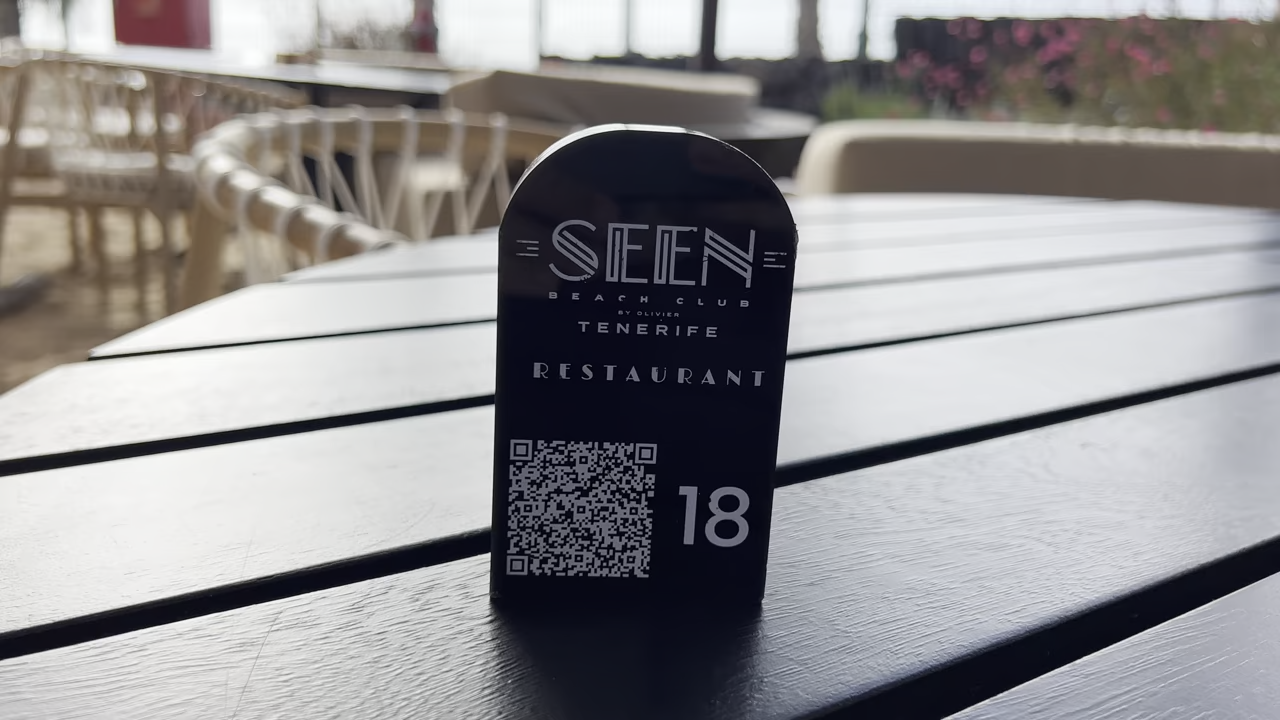 SEEN
BEACH CLUB
BY OLIVIER
TENERIFE
RESTAURANT
18